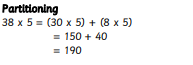 Partitioning
38 x 5 = (30 x 5) + (8 x 5)
= 150 + 40
= 190